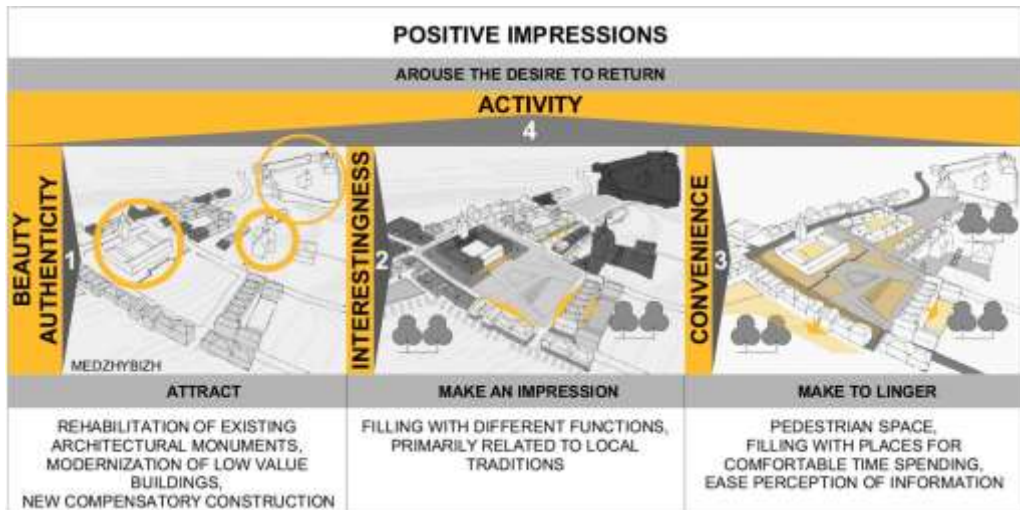 POSITIVE IMPRESSIONS
AROUSE THE DESIRE TO RETURN
ACTIVITY
4
BEAUTY
AUTHENTICITY
1
MEDZHYBIZH
INTERESTINGNESS
2
CONVENIENCE
3
ATTRACT
REHABILITATION OF EXISTING
ARCHITECTURAL MONUMENTS,
MODERNIZATION OF LOW VALUE
BUILDINGS,
NEW COMPENSATORY CONSTRUCTION
MAKE AN IMPRESSION
FILLING WITH DIFFERENT FUNCTIONS,
PRIMARILY RELATED TO LOCAL
TRADITIONS
MAKE TO LINGER
PEDESTRIAN SPACE,
FILLING WITH PLACES FOR
COMFORTABLE TIME SPENDING,
EASE PERCEPTION OF INFORMATION